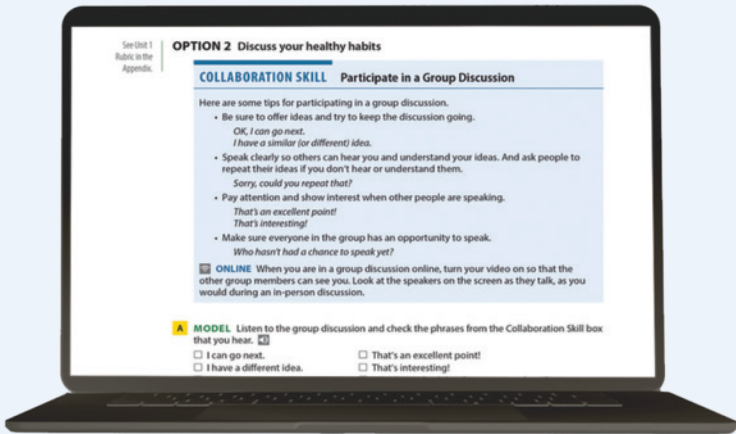 See Unit 1
Rubric in the
Appendix.
OPTION 2 Discuss your healthy habits
COLLABORATION SKILL Participate in a Group Discussion
Here are some tips for participating in a group discussion.
• Be sure to offer ideas and try to keep the discussion going.
OK, I can go next.
I have a similar (or different) idea.
• Speak clearly so others can hear you and understand your ideas. And ask people to
repeat their ideas if you don't hear or understand them.
Sorry, could you repeat that?
• Pay attention and show interest when other people are speaking.
That's an excellent point!
That's interesting!
• Make sure everyone in the group has an opportunity to speak.
Who hasn't had a chance to speak yet?
ONLINE When you are in a group discussion online, turn your video on so that the
other group members can see you. Look at the speakers on the screen as they talk, as you
would during an in-person discussion.
A MODEL Listen to the group discussion and check the phrases from the Collaboration Skill box
that you hear.
I can go next. That's an excellent point!
I have a different idea. That's interesting!